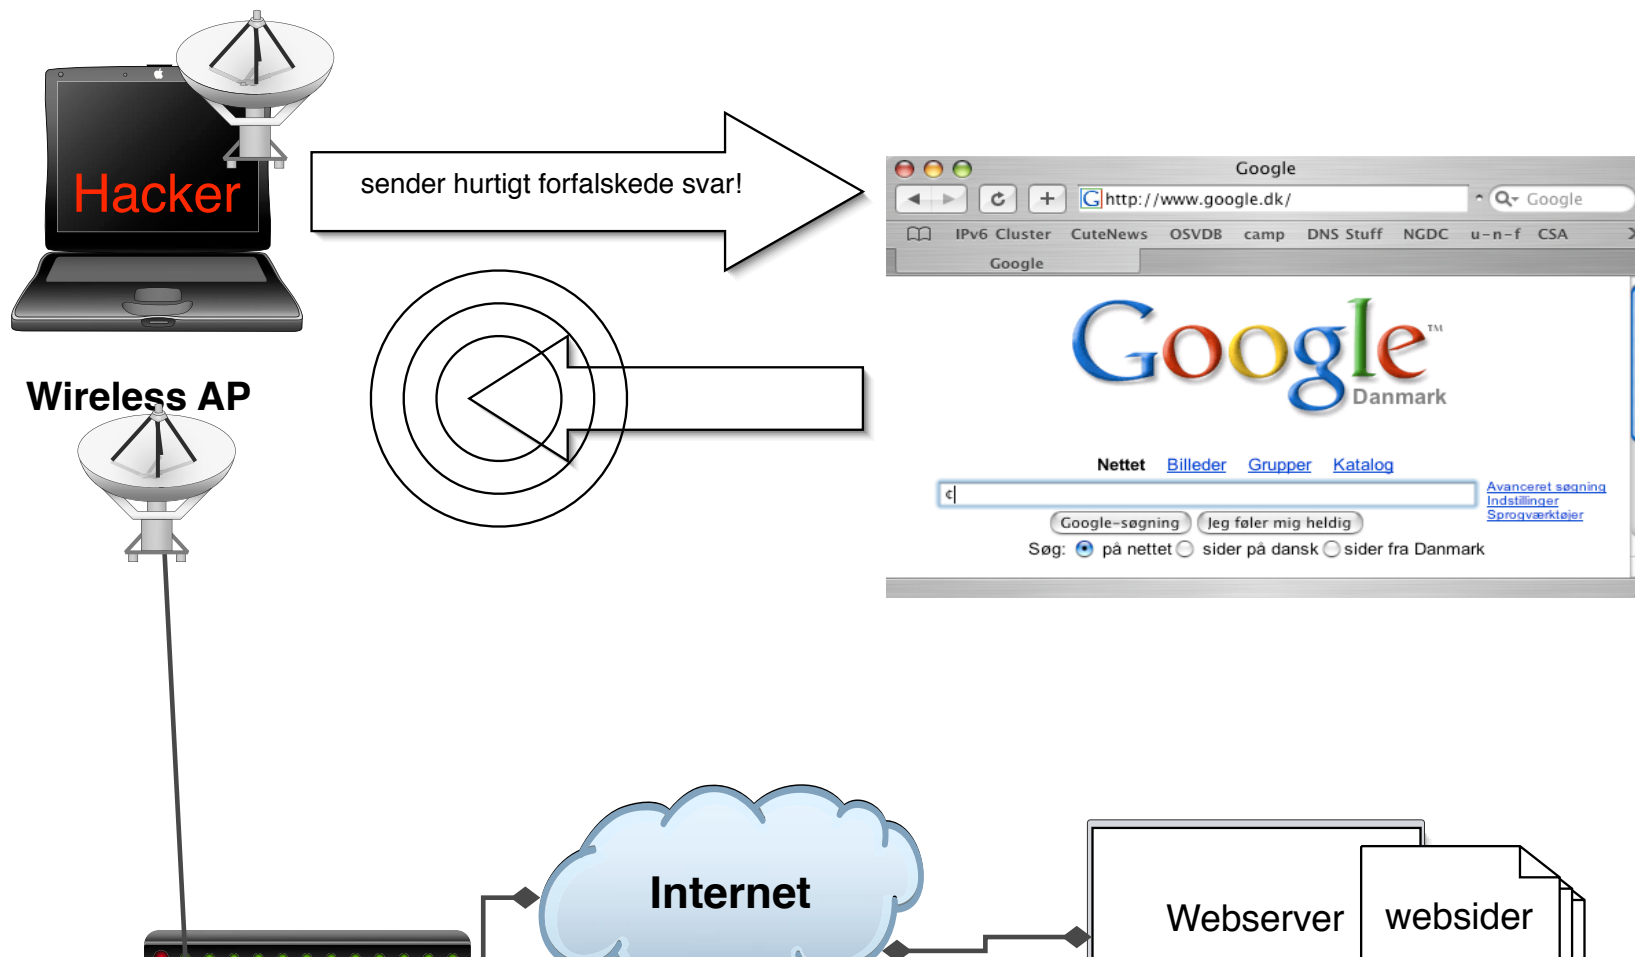 Hacker
sender hurtigt forfalskede svar!
Google
http://www.google.dk/
Google
IPv6 Cluster CuteNews OSVDB camp DNS Stuff NGDC u-n-f CSA
Google
Google™
Danmark
Wireless AP
Nettet Billeder Grupper Katalog
¢
Avanceret søgning
Indstillinger
Sprogværktøjer
Google-søgning Jeg føler mig heldig
Søg: på nettet sider på dansk sider fra Danmark
Internet
Webserver
websider